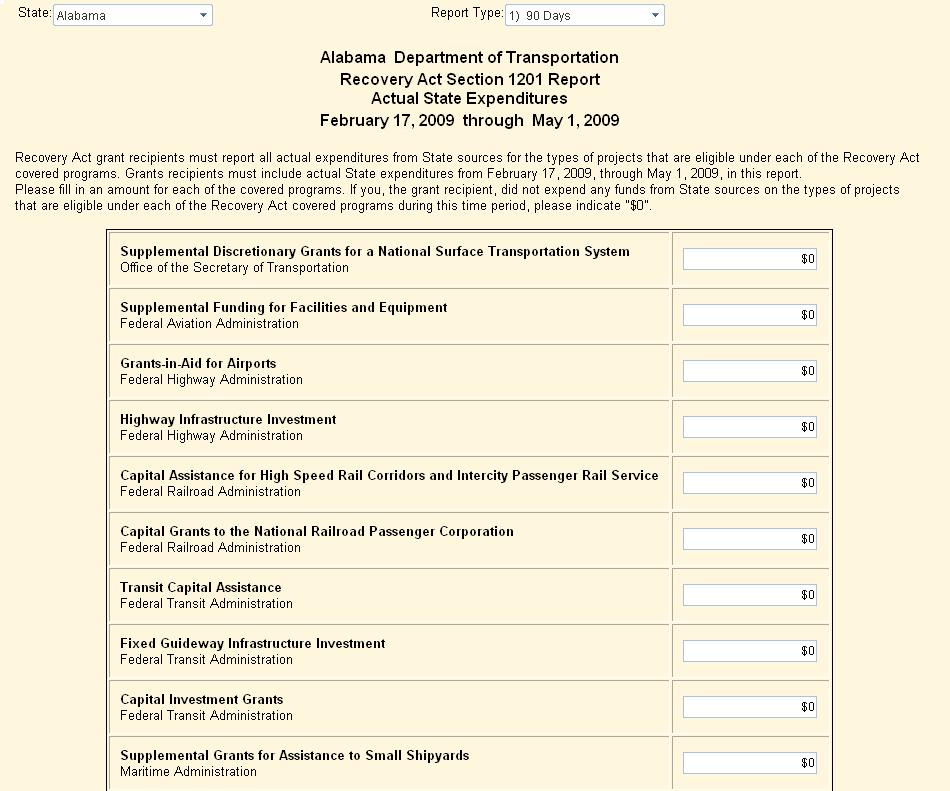 State: Alabama Report Type: 1) 90 Days
Alabama Department of Transportation
Recovery Act Section 1201 Report
Actual State Expenditures
February 17, 2009 through May 1, 2009
Recovery Act grant recipients must report all actual expenditures from State sources for the types of projects that are eligible under each of the Recovery Act
covered programs. Grants recipients must include actual State expenditures from February 17, 2009, through May 1, 2009, in this report.
Please fill in an amount for each of the covered programs. If you, the grant recipient, did not expend any funds from State sources on the types of projects
that are eligible under each of the Recovery Act covered programs during this time period, please indicate "$0".
Supplemental Discretionary Grants for a National Surface Transportation System
Office of the Secretary of Transportation
$0
Supplemental Funding for Facilities and Equipment
Federal Aviation Administration
$0
Grants-in-Aid for Airports
Federal Highway Administration
$0
Highway Infrastructure Investment
Federal Highway Administration
$0
Capital Assistance for High Speed Rail Corridors and Intercity Passenger Rail Service
Federal Railroad Administration
$0
Capital Grants to the National Railroad Passenger Corporation
Federal Railroad Administration
$0
Transit Capital Assistance
Federal Transit Administration
$0
Fixed Guideway Infrastructure Investment
Federal Transit Administration
$0
Capital Investment Grants
Federal Transit Administration
$0
Supplemental Grants for Assistance to Small Shipyards
Maritime Administration
$0